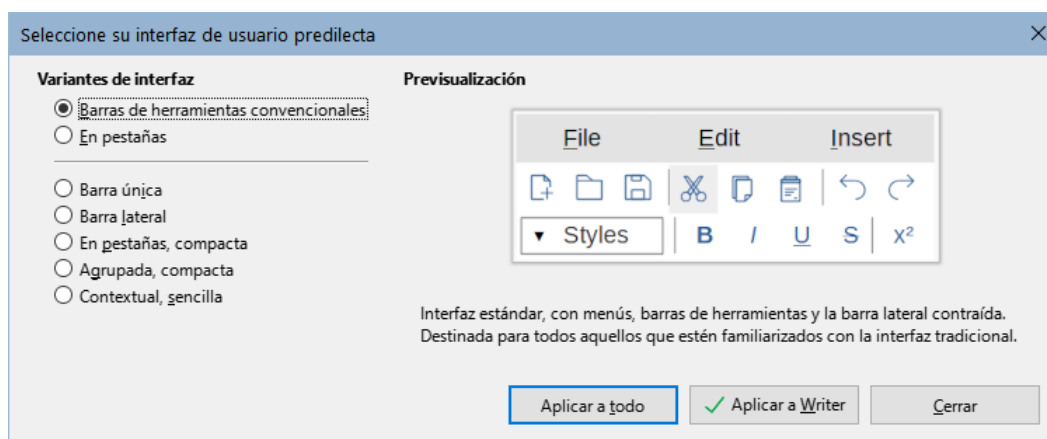 Seleccione su interfaz de usuario predilecta
Variantes de interfaz
Barras de herramientas convencionales
En pestañas
Barra única
Barra lateral
En pestañas, compacta
Agrupada, compacta
Contextual, sencilla
Previsualización
File Edit Insert
Styles B I U S x²
Interfaz estándar, con menús, barras de herramientas y la barra lateral contraída.
Destinada para todos aquellos que estén familiarizados con la interfaz tradicional.
Aplicar a todo Aplicar a Writer Cerrar